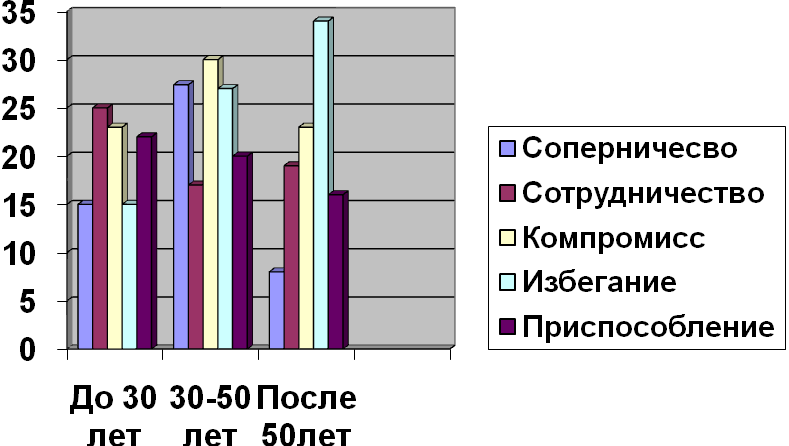 35
30
25
20
15
10
5
0
До 30
лет
30-50
лет
После
50лет
Соперничесво
Сотрудничество
Компромисс
Избегание
Приспособление